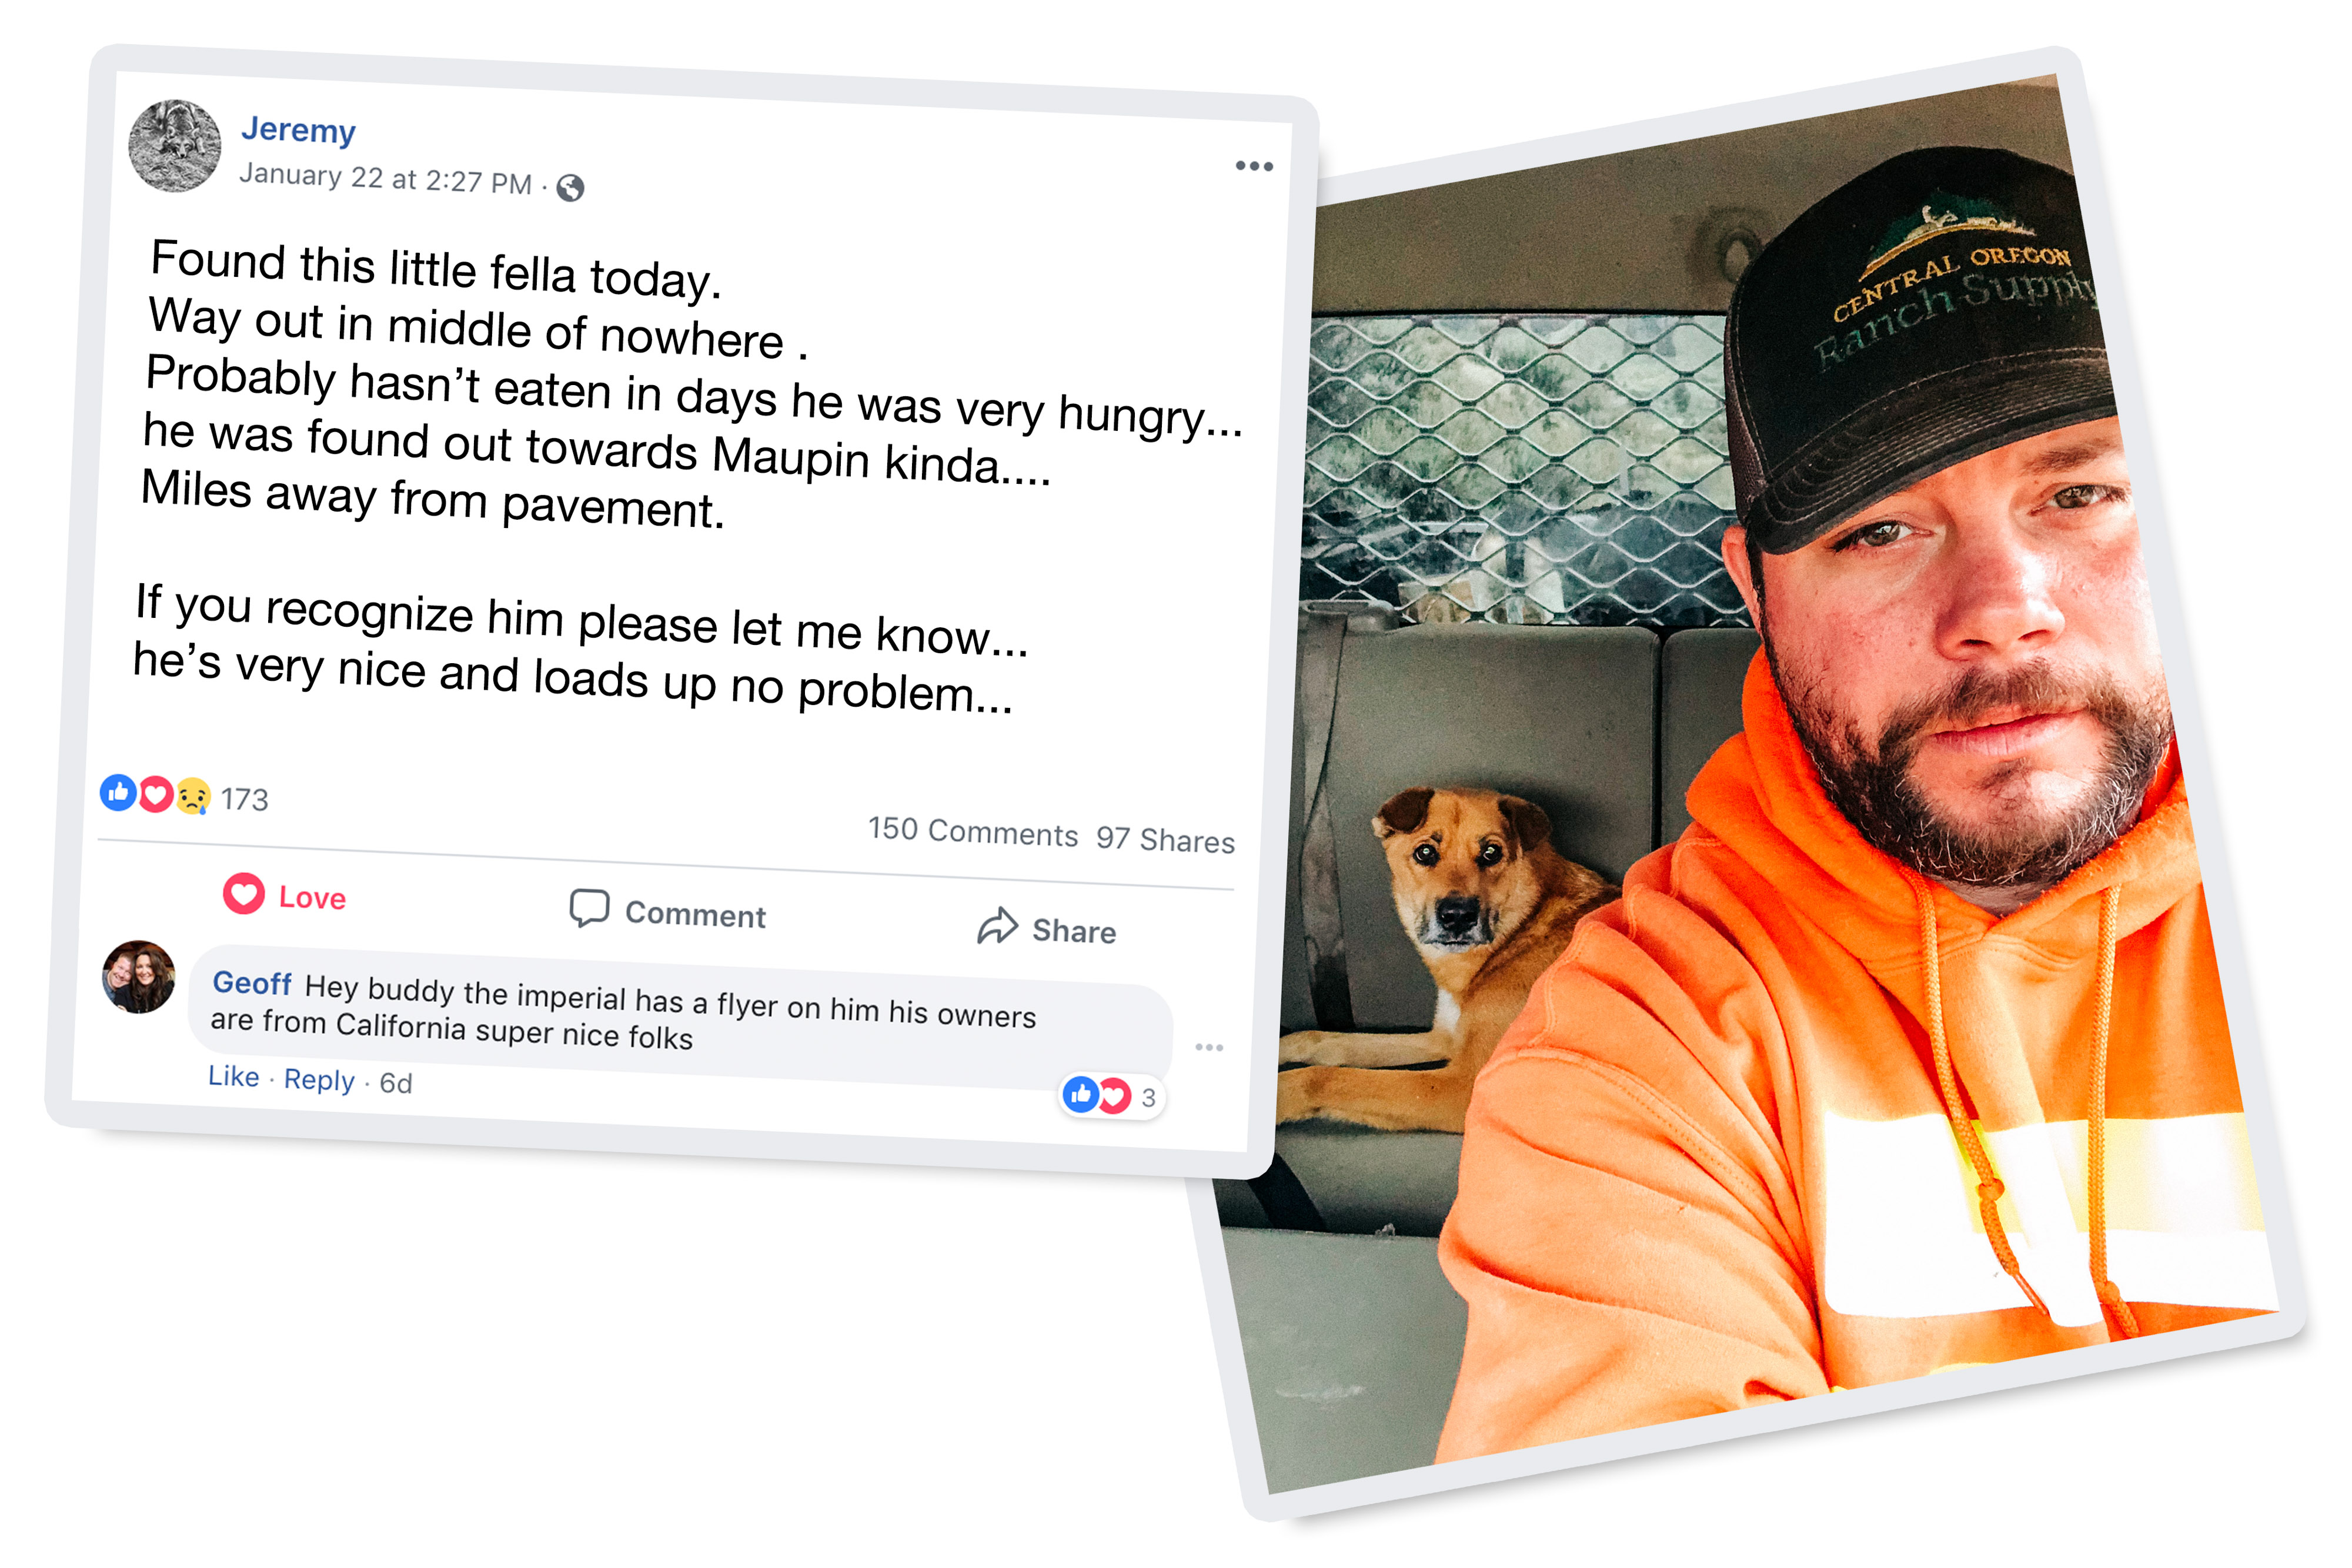 Jeremy
January 22 at 2:27 PM ·
Found this little fella today.
Way out in middle of nowhere .
Probably hasn’t eaten in days he was very hungry...
he was found out towards Maupin kinda....
Miles away from pavement.
If you recognize him please let me know...
he’s very nice and loads up no problem...
173
150 Comments 97 Shares
Love Comment Share
Geoff Hey buddy the imperial has a flyer on him his owners
are from California super nice folks
Like · Reply · 6d
3
CENTRAL OREGON
Ranch Supply